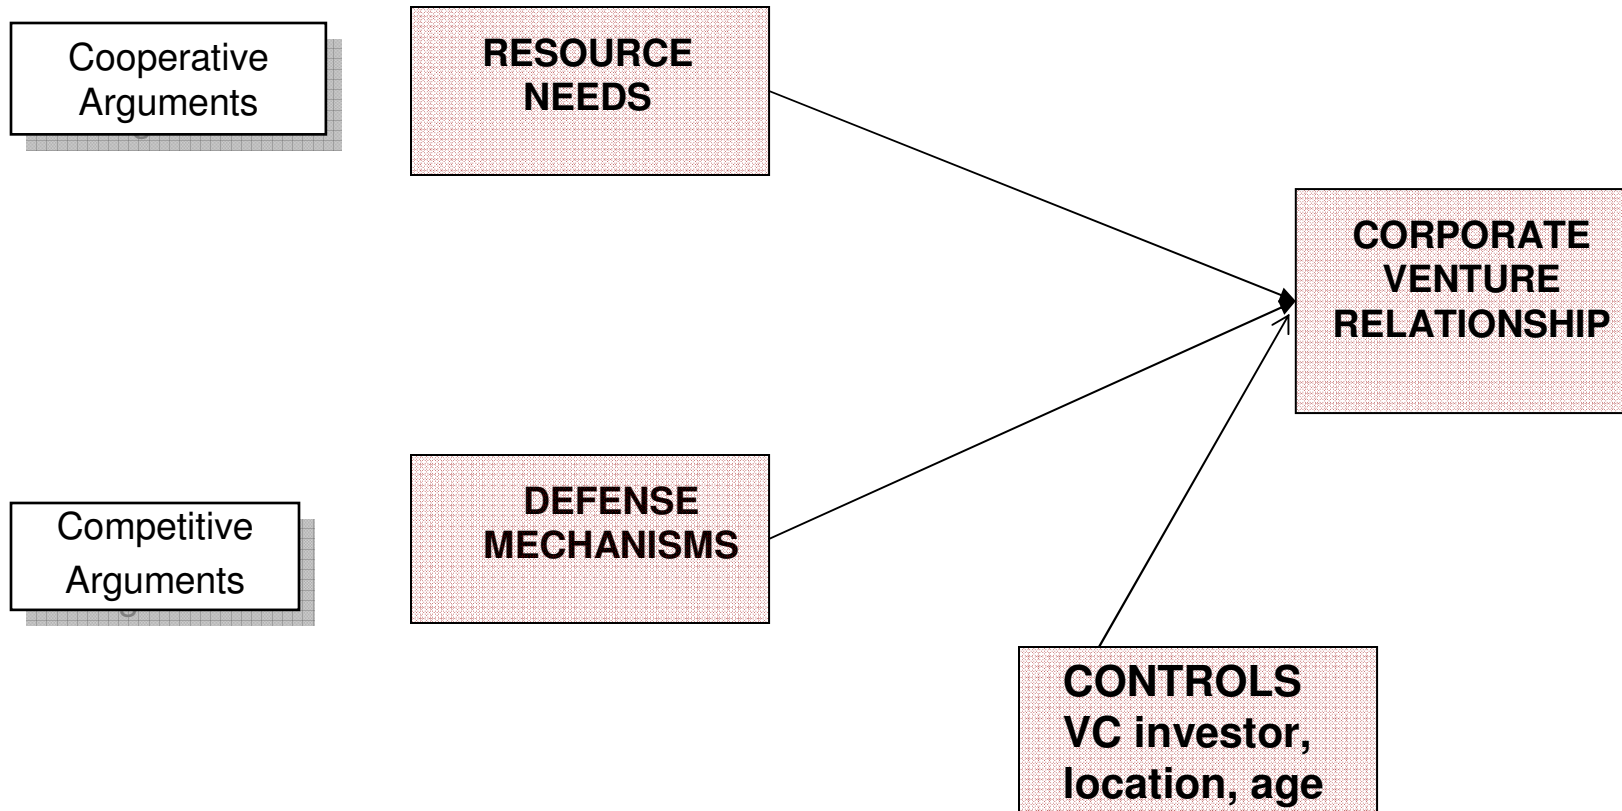 Cooperative
Arguments
RESOURCE
NEEDS
CORPORATE
VENTURE
RELATIONSHIP
DEFENSE
MECHANISMS
Competitive
Arguments
CONTROLS
VC investor,
location, age